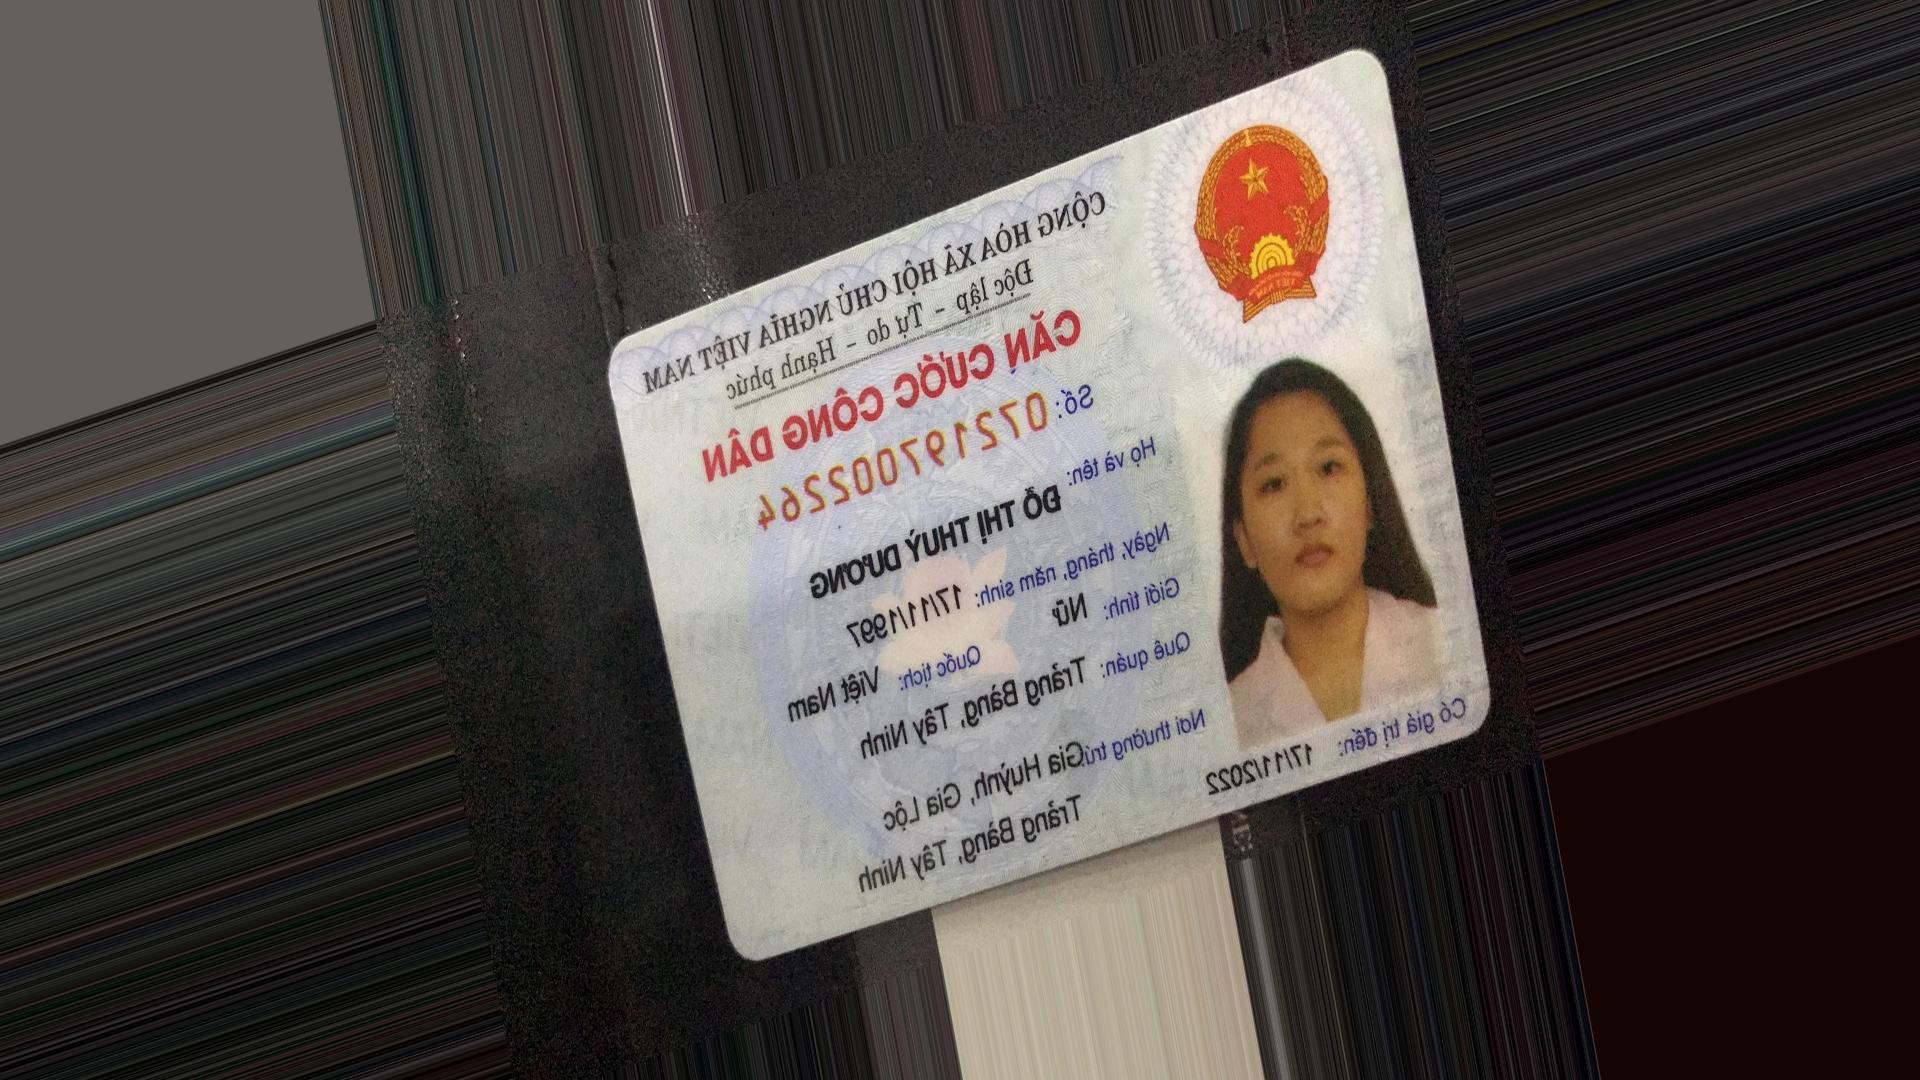 CỘNG HÒA XÃ HỘI CHỦ NGHĨA VIỆT NAM
Độc lập - Tự do - Hạnh phúc
CĂN CƯỚC CÔNG DÂN
Số: 072197002264
Họ và tên:
ĐỖ THỊ THUỲ DƯƠNG
Ngày, tháng, năm sinh: 17/11/1997
Giới tính: Nữ
Quốc tịch: Việt Nam
Quê quán: Trảng Bàng, Tây Ninh
Nơi thường trú: Gia Huỳnh, Gia Lộc
Trảng Bàng, Tây Ninh
Có giá trị đến: 17/11/2022